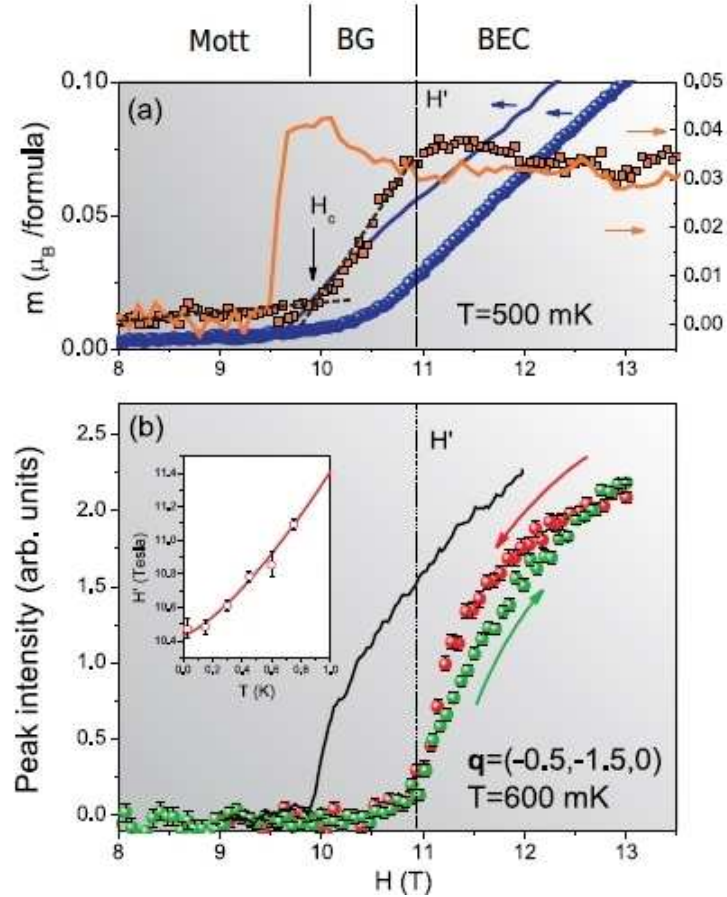 Mott BG BEC
0.10 (a) H' 0.05
0.04
H_c 0.03
0.05
0.02
0.01
T=500 mK
0.00 0.00
8 9 10 11 12 13
m (μ_B /formula)
(b)
2.5
H'
2.0
1.5
1.0
0.5
0.0
Peak intensity (arb. units)
11,4
11,2
11,0
10,8
10,6
10,4
H' (Tesla)
0,0 0,2 0,4 0,6 0,8 1,0
T (K)
q=(-0.5,-1.5,0)
T=600 mK
8 9 10 11 12 13
H (T)